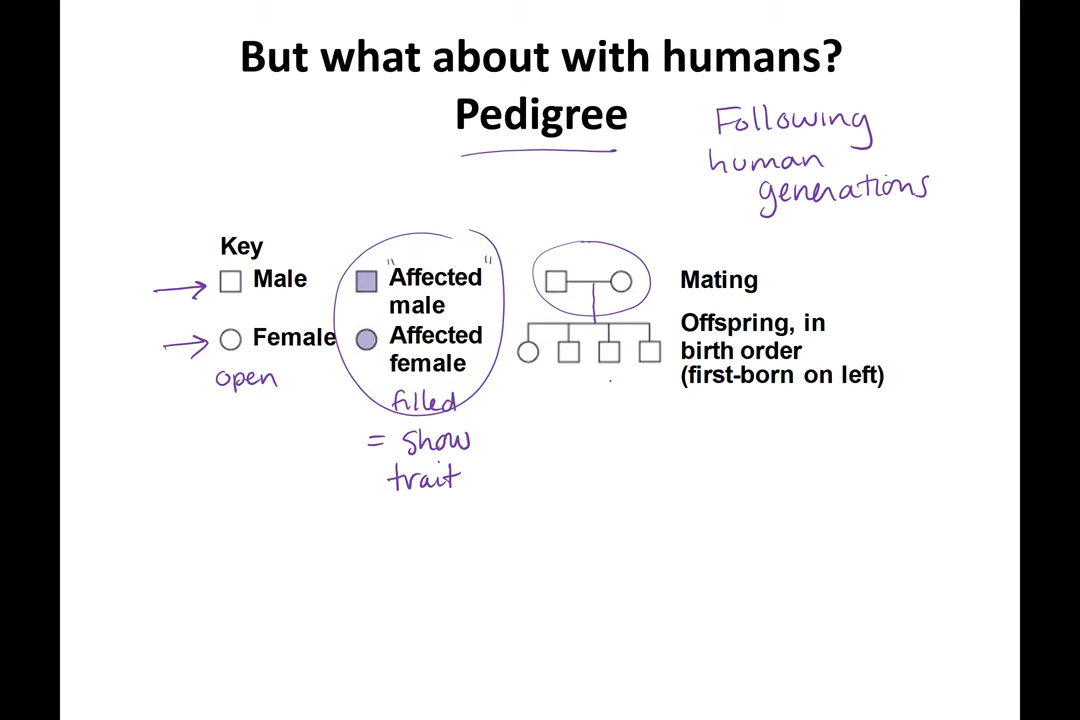 But what about with humans?
Pedigree
Following
human
generations
Key
Male
Female
open
"Affected"
male
Affected
female
filled
= show
trait
Mating
Offspring, in
birth order
(first-born on left)